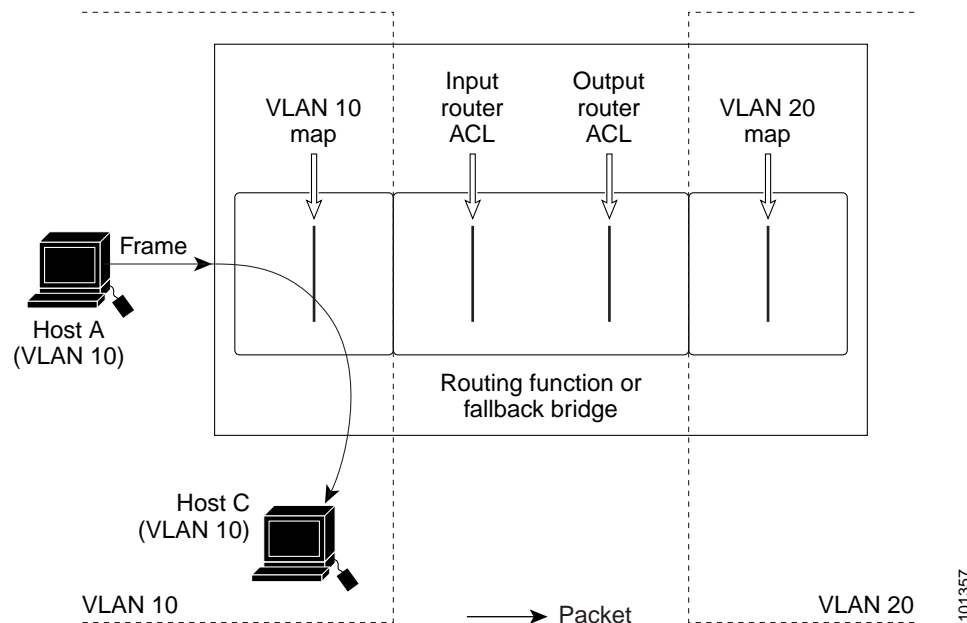 VLAN 10
map
Input
router
ACL
Output
router
ACL
VLAN 20
map
Frame
Host A
(VLAN 10)
Routing function or
fallback bridge
Host C
(VLAN 10)
VLAN 10
Packet
VLAN 20
101357